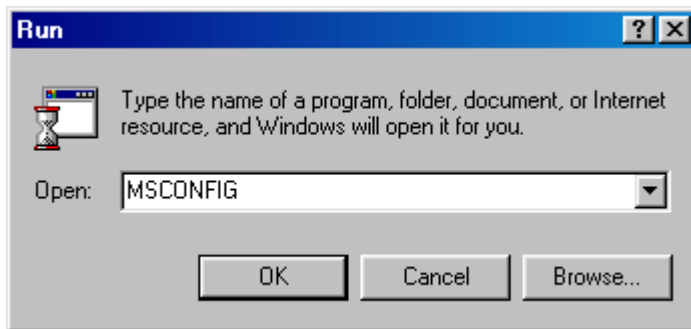 Run
Type the name of a program, folder, document, or Internet
resource, and Windows will open it for you.
Open: MSCONFIG
OK Cancel Browse...